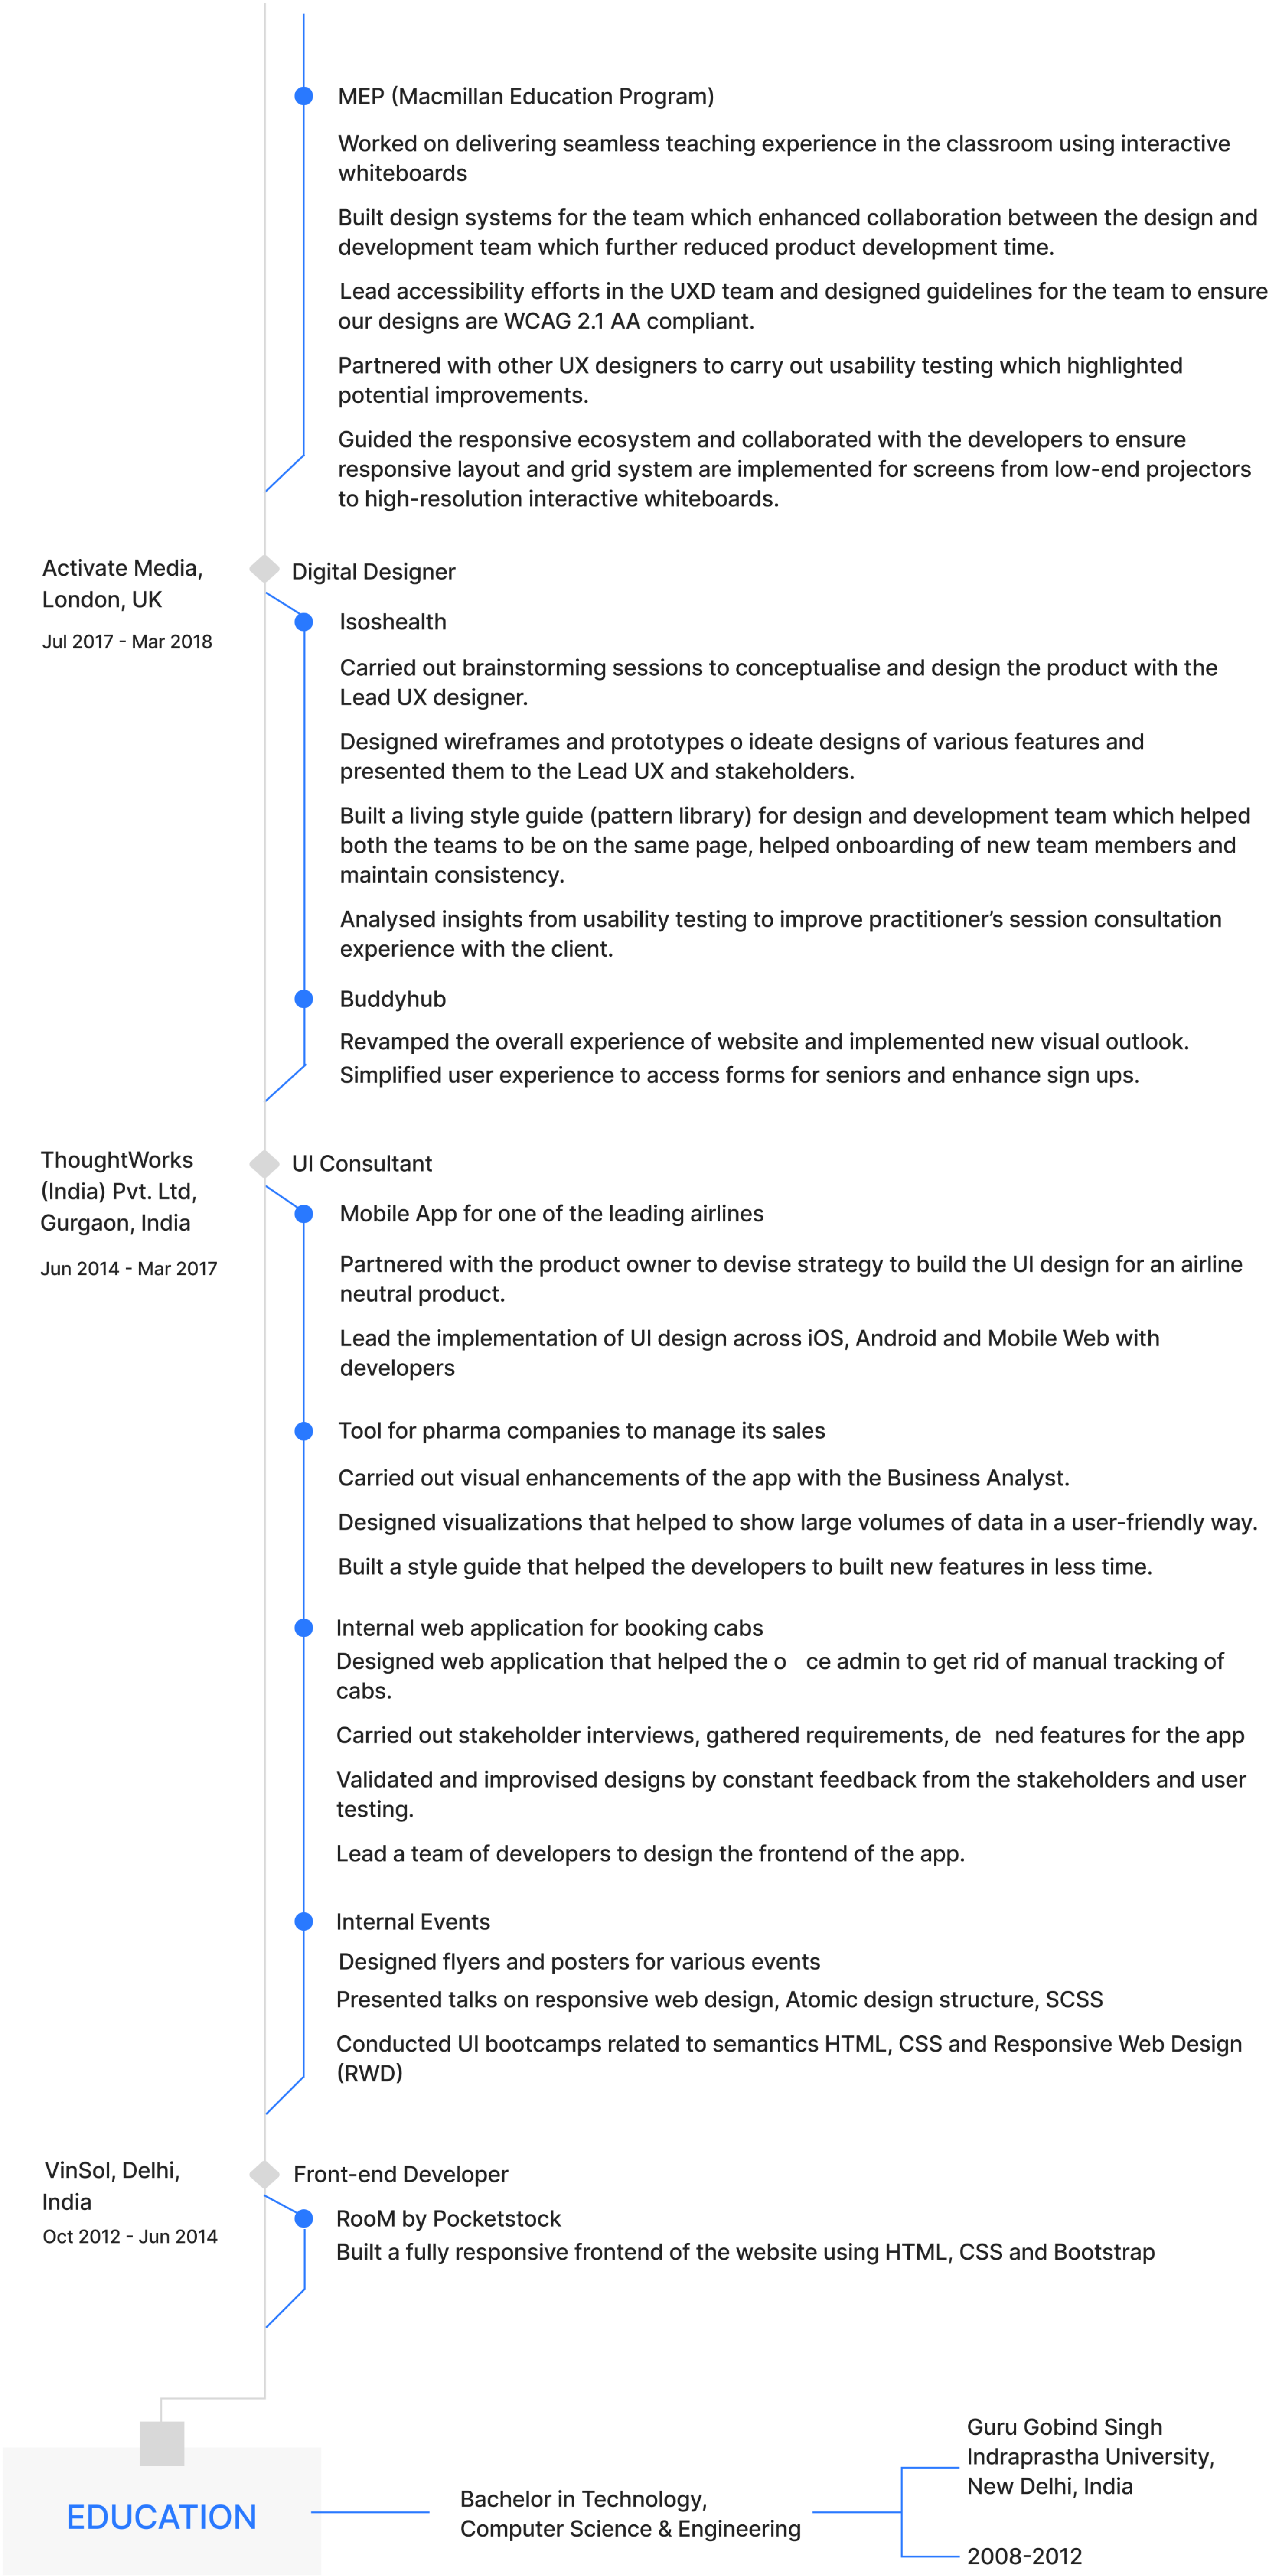 MEP (Macmillan Education Program)
Worked on delivering seamless teaching experience in the classroom using interactive
whiteboards
Built design systems for the team which enhanced collaboration between the design and
development team which further reduced product development time.
Lead accessibility efforts in the UXD team and designed guidelines for the team to ensure
our designs are WCAG 2.1 AA compliant.
Partnered with other UX designers to carry out usability testing which highlighted
potential improvements.
Guided the responsive ecosystem and collaborated with the developers to ensure
responsive layout and grid system are implemented for screens from low-end projectors
to high-resolution interactive whiteboards.
Activate Media,
London, UK
Jul 2017 - Mar 2018
Digital Designer
Isoshealth
Carried out brainstorming sessions to conceptualise and design the product with the
Lead UX designer.
Designed wireframes and prototypes o ideate designs of various features and
presented them to the Lead UX and stakeholders.
Built a living style guide (pattern library) for design and development team which helped
both the teams to be on the same page, helped onboarding of new team members and
maintain consistency.
Analysed insights from usability testing to improve practitioner’s session consultation
experience with the client.
Buddyhub
Revamped the overall experience of website and implemented new visual outlook.
Simplified user experience to access forms for seniors and enhance sign ups.
ThoughtWorks
(India) Pvt. Ltd,
Gurgaon, India
Jun 2014 - Mar 2017
UI Consultant
Mobile App for one of the leading airlines
Partnered with the product owner to devise strategy to build the UI design for an airline
neutral product.
Lead the implementation of UI design across iOS, Android and Mobile Web with
developers
Tool for pharma companies to manage its sales
Carried out visual enhancements of the app with the Business Analyst.
Designed visualizations that helped to show large volumes of data in a user-friendly way.
Built a style guide that helped the developers to built new features in less time.
Internal web application for booking cabs
Designed web application that helped the o ce admin to get rid of manual tracking of
cabs.
Carried out stakeholder interviews, gathered requirements, de ned features for the app
Validated and improvised designs by constant feedback from the stakeholders and user
testing.
Lead a team of developers to design the frontend of the app.
Internal Events
Designed flyers and posters for various events
Presented talks on responsive web design, Atomic design structure, SCSS
Conducted UI bootcamps related to semantics HTML, CSS and Responsive Web Design
(RWD)
VinSol, Delhi,
India
Oct 2012 - Jun 2014
Front-end Developer
RooM by Pocketstock
Built a fully responsive frontend of the website using HTML, CSS and Bootstrap
EDUCATION
Bachelor in Technology,
Computer Science & Engineering
Guru Gobind Singh
Indraprastha University,
New Delhi, India
2008-2012